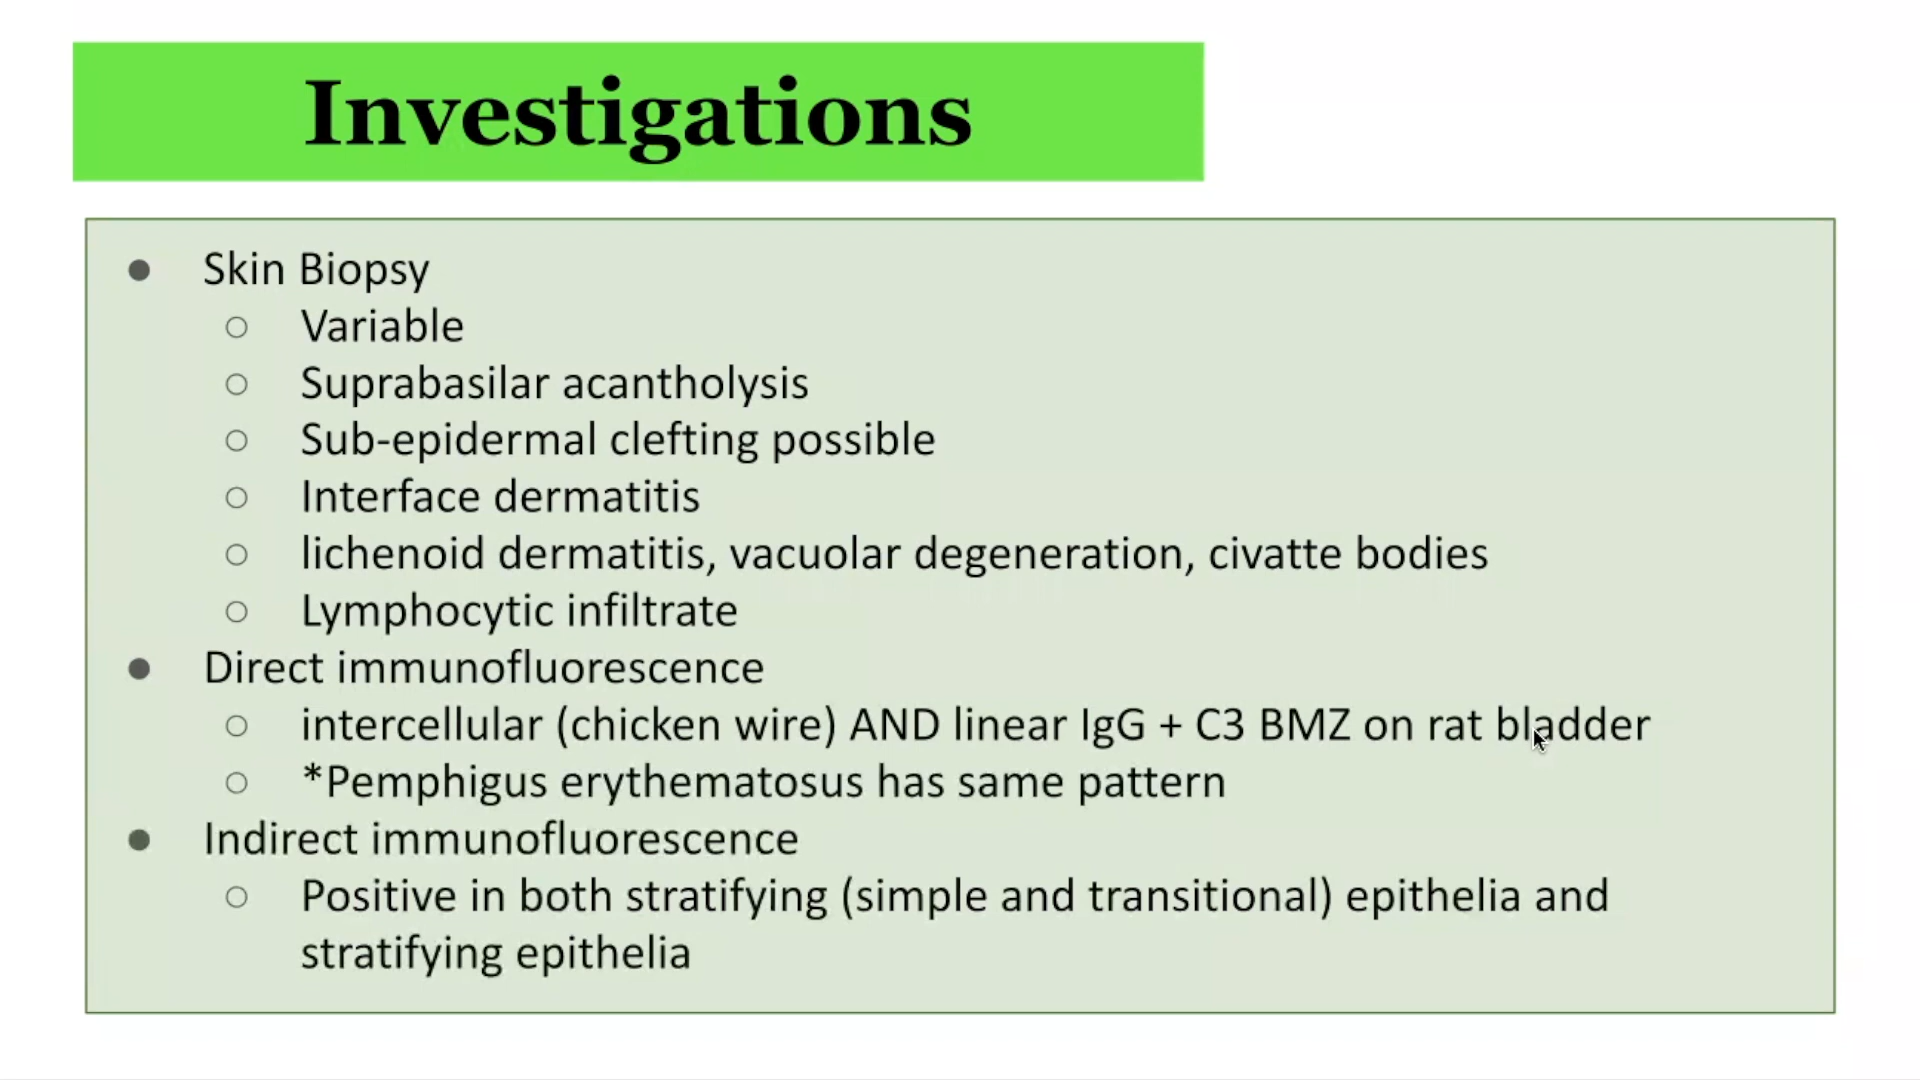 Investigations
● Skin Biopsy
○ Variable
○ Suprabasilar acantholysis
○ Sub-epidermal clefting possible
○ Interface dermatitis
○ lichenoid dermatitis, vacuolar degeneration, civatte bodies
○ Lymphocytic infiltrate
● Direct immunofluorescence
○ intercellular (chicken wire) AND linear IgG + C3 BMZ on rat bladder
○ *Pemphigus erythematosus has same pattern
● Indirect immunofluorescence
○ Positive in both stratifying (simple and transitional) epithelia and
stratifying epithelia